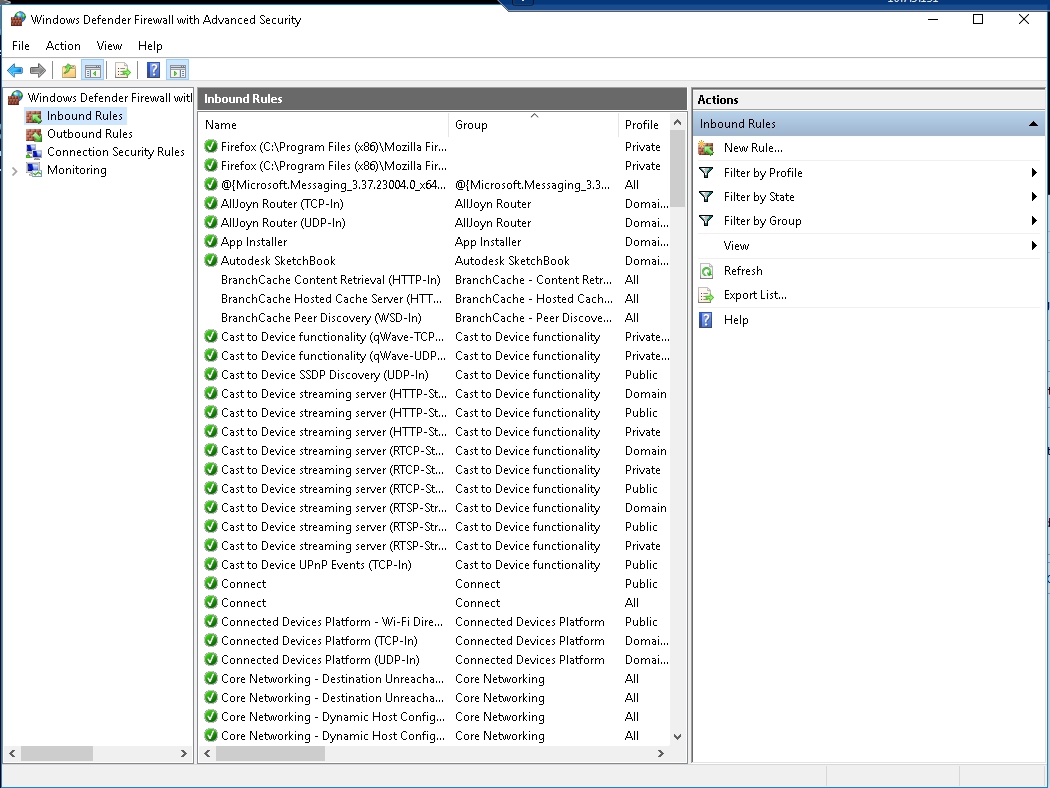 Windows Defender Firewall with Advanced Security
File Action View Help
Windows Defender Firewall witl
Inbound Rules
Outbound Rules
Connection Security Rules
Monitoring
Inbound Rules
Name Group Profile
Firefox (C:\Program Files (x86)\Mozilla Fir... Private
Firefox (C:\Program Files (x86)\Mozilla Fir... Private
@{Microsoft.Messaging_3.37.23004.0_x64... @{Microsoft.Messaging_3.3... All
AllJoyn Router (TCP-In) AllJoyn Router Domai...
AllJoyn Router (UDP-In) AllJoyn Router Domai...
App Installer App Installer Domai...
Autodesk SketchBook Autodesk SketchBook Domai...
BranchCache Content Retrieval (HTTP-In) BranchCache - Content Retr... All
BranchCache Hosted Cache Server (HTT... BranchCache - Hosted Cach... All
BranchCache Peer Discovery (WSD-In) BranchCache - Peer Discove... All
Cast to Device functionality (qWave-TCP... Cast to Device functionality Private...
Cast to Device functionality (qWave-UDP... Cast to Device functionality Private...
Cast to Device SSDP Discovery (UDP-In) Cast to Device functionality Public
Cast to Device streaming server (HTTP-St... Cast to Device functionality Domain
Cast to Device streaming server (HTTP-St... Cast to Device functionality Public
Cast to Device streaming server (HTTP-St... Cast to Device functionality Private
Cast to Device streaming server (RTCP-St... Cast to Device functionality Domain
Cast to Device streaming server (RTCP-St... Cast to Device functionality Private
Cast to Device streaming server (RTCP-St... Cast to Device functionality Public
Cast to Device streaming server (RTSP-Str... Cast to Device functionality Domain
Cast to Device streaming server (RTSP-Str... Cast to Device functionality Public
Cast to Device streaming server (RTSP-Str... Cast to Device functionality Private
Cast to Device UPnP Events (TCP-In) Cast to Device functionality Public
Connect Connect Public
Connect Connect All
Connected Devices Platform - Wi-Fi Dire... Connected Devices Platform Public
Connected Devices Platform (TCP-In) Connected Devices Platform Domai...
Connected Devices Platform (UDP-In) Connected Devices Platform Domai...
Core Networking - Destination Unreacha... Core Networking All
Core Networking - Destination Unreacha... Core Networking All
Core Networking - Dynamic Host Config... Core Networking All
Core Networking - Dynamic Host Config... Core Networking All
Actions
Inbound Rules
New Rule...
Filter by Profile
Filter by State
Filter by Group
View
Refresh
Export List...
Help